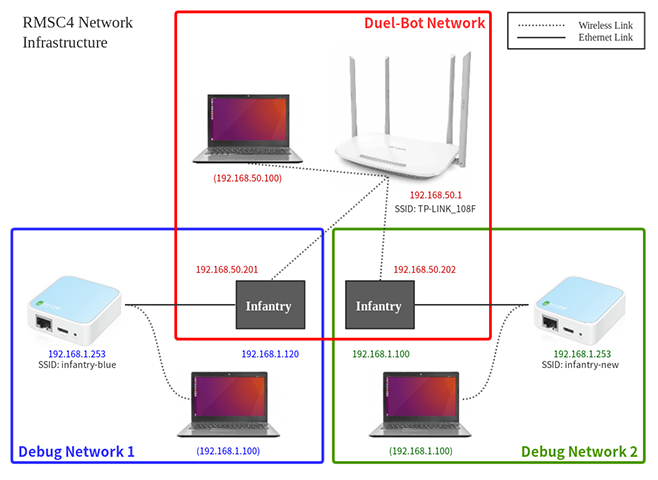 RMSC4 Network
Infrastructure
Duel-Bot Network
Wireless Link
Ethernet Link
(192.168.50.100)
192.168.50.1
SSID: TP-LINK_108F
192.168.50.201
192.168.50.202
Infantry
Infantry
192.168.1.253
SSID: infantry-blue
192.168.1.120
192.168.1.100
192.168.1.253
SSID: infantry-new
(192.168.1.100)
(192.168.1.100)
Debug Network 1
Debug Network 2